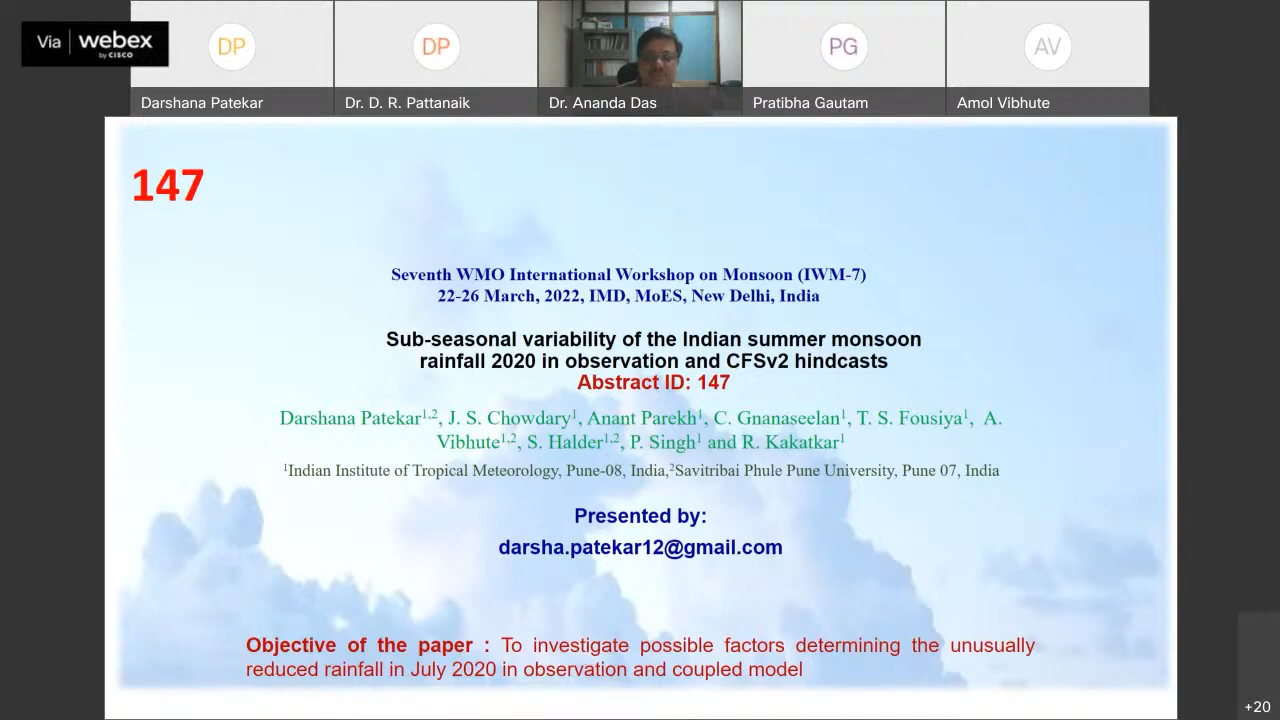 Via webex
by CISCO
DP
DP
PG
AV
Darshana Patekar
Dr. D. R. Pattanaik
Dr. Ananda Das
Pratibha Gautam
Amol Vibhute
147
Seventh WMO International Workshop on Monsoon (IWM-7)
22-26 March, 2022, IMD, MoES, New Delhi, India
Sub-seasonal variability of the Indian summer monsoon
rainfall 2020 in observation and CFSv2 hindcasts
Abstract ID: 147
Darshana Patekar¹,², J. S. Chowdary¹, Anant Parekh¹, C. Gnanaseelan¹, T. S. Fousiya¹, A.
Vibhute¹,², S. Halder¹,², P. Singh¹ and R. Kakatkar¹
¹Indian Institute of Tropical Meteorology, Pune-08, India,²Savitribai Phule Pune University, Pune 07, India
Presented by:
darsha.patekar12@gmail.com
Objective of the paper : To investigate possible factors determining the unusually
reduced rainfall in July 2020 in observation and coupled model
+20